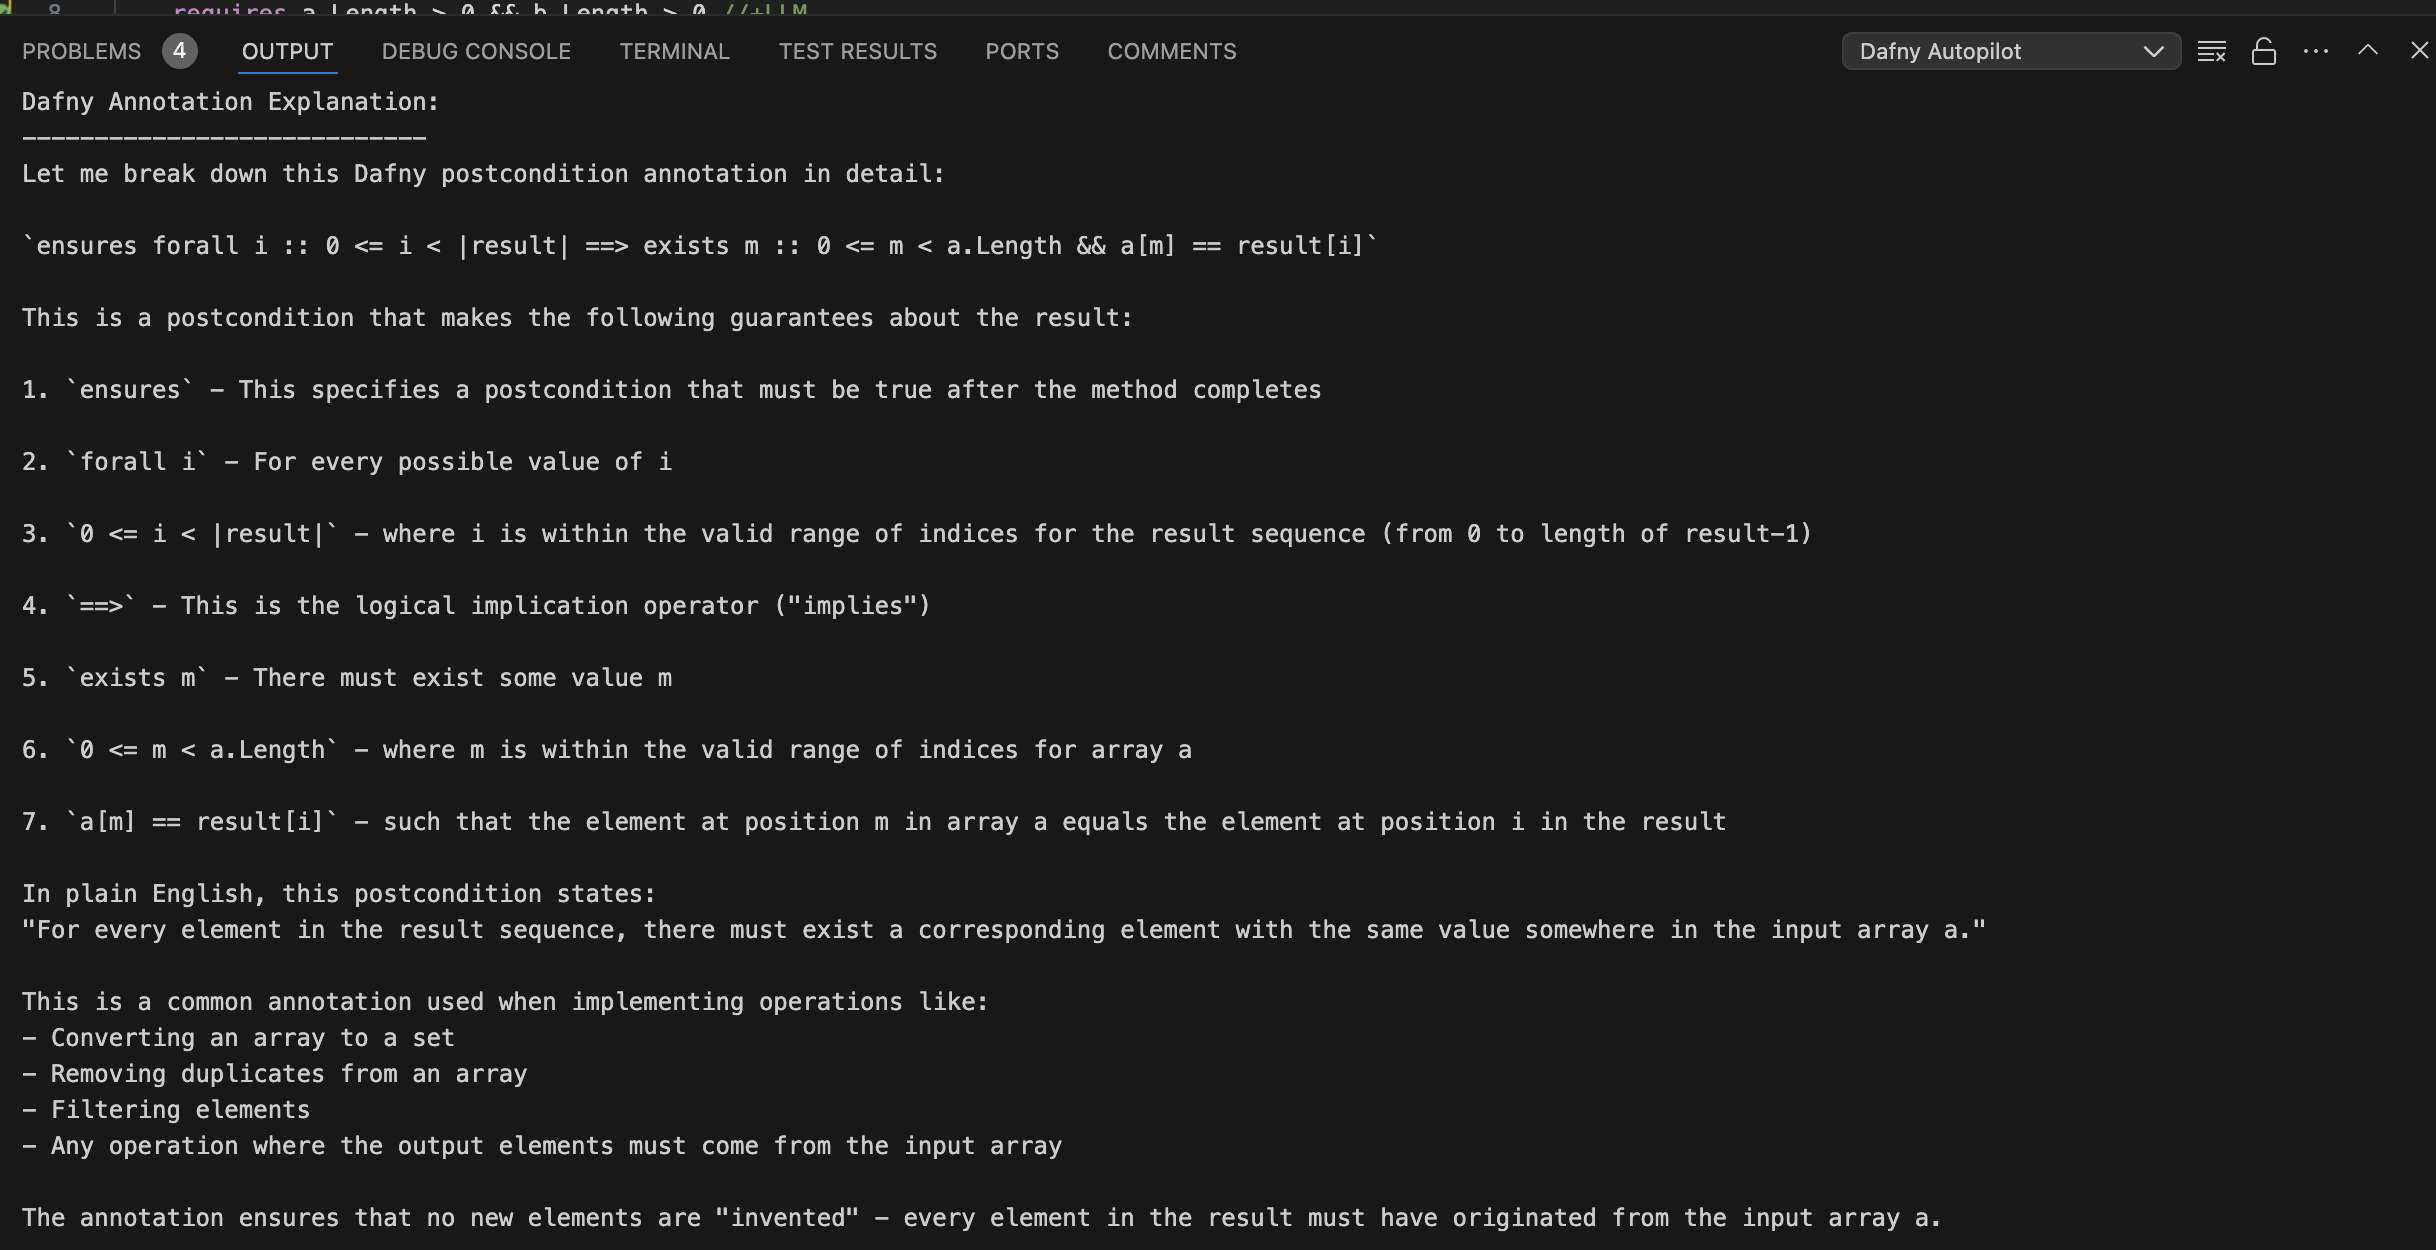 8 requires a.Length > 0 && b.Length > 0 //+LLM
PROBLEMS 4 OUTPUT DEBUG CONSOLE TERMINAL TEST RESULTS PORTS COMMENTS Dafny Autopilot
Dafny Annotation Explanation:
----------------------------
Let me break down this Dafny postcondition annotation in detail:
`ensures forall i :: 0 <= i < |result| ==> exists m :: 0 <= m < a.Length && a[m] == result[i]`
This is a postcondition that makes the following guarantees about the result:
1. `ensures` - This specifies a postcondition that must be true after the method completes
2. `forall i` - For every possible value of i
3. `0 <= i < |result|` - where i is within the valid range of indices for the result sequence (from 0 to length of result-1)
4. `==>` - This is the logical implication operator ("implies")
5. `exists m` - There must exist some value m
6. `0 <= m < a.Length` - where m is within the valid range of indices for array a
7. `a[m] == result[i]` - such that the element at position m in array a equals the element at position i in the result
In plain English, this postcondition states:
"For every element in the result sequence, there must exist a corresponding element with the same value somewhere in the input array a."
This is a common annotation used when implementing operations like:
- Converting an array to a set
- Removing duplicates from an array
- Filtering elements
- Any operation where the output elements must come from the input array
The annotation ensures that no new elements are "invented" - every element in the result must have originated from the input array a.